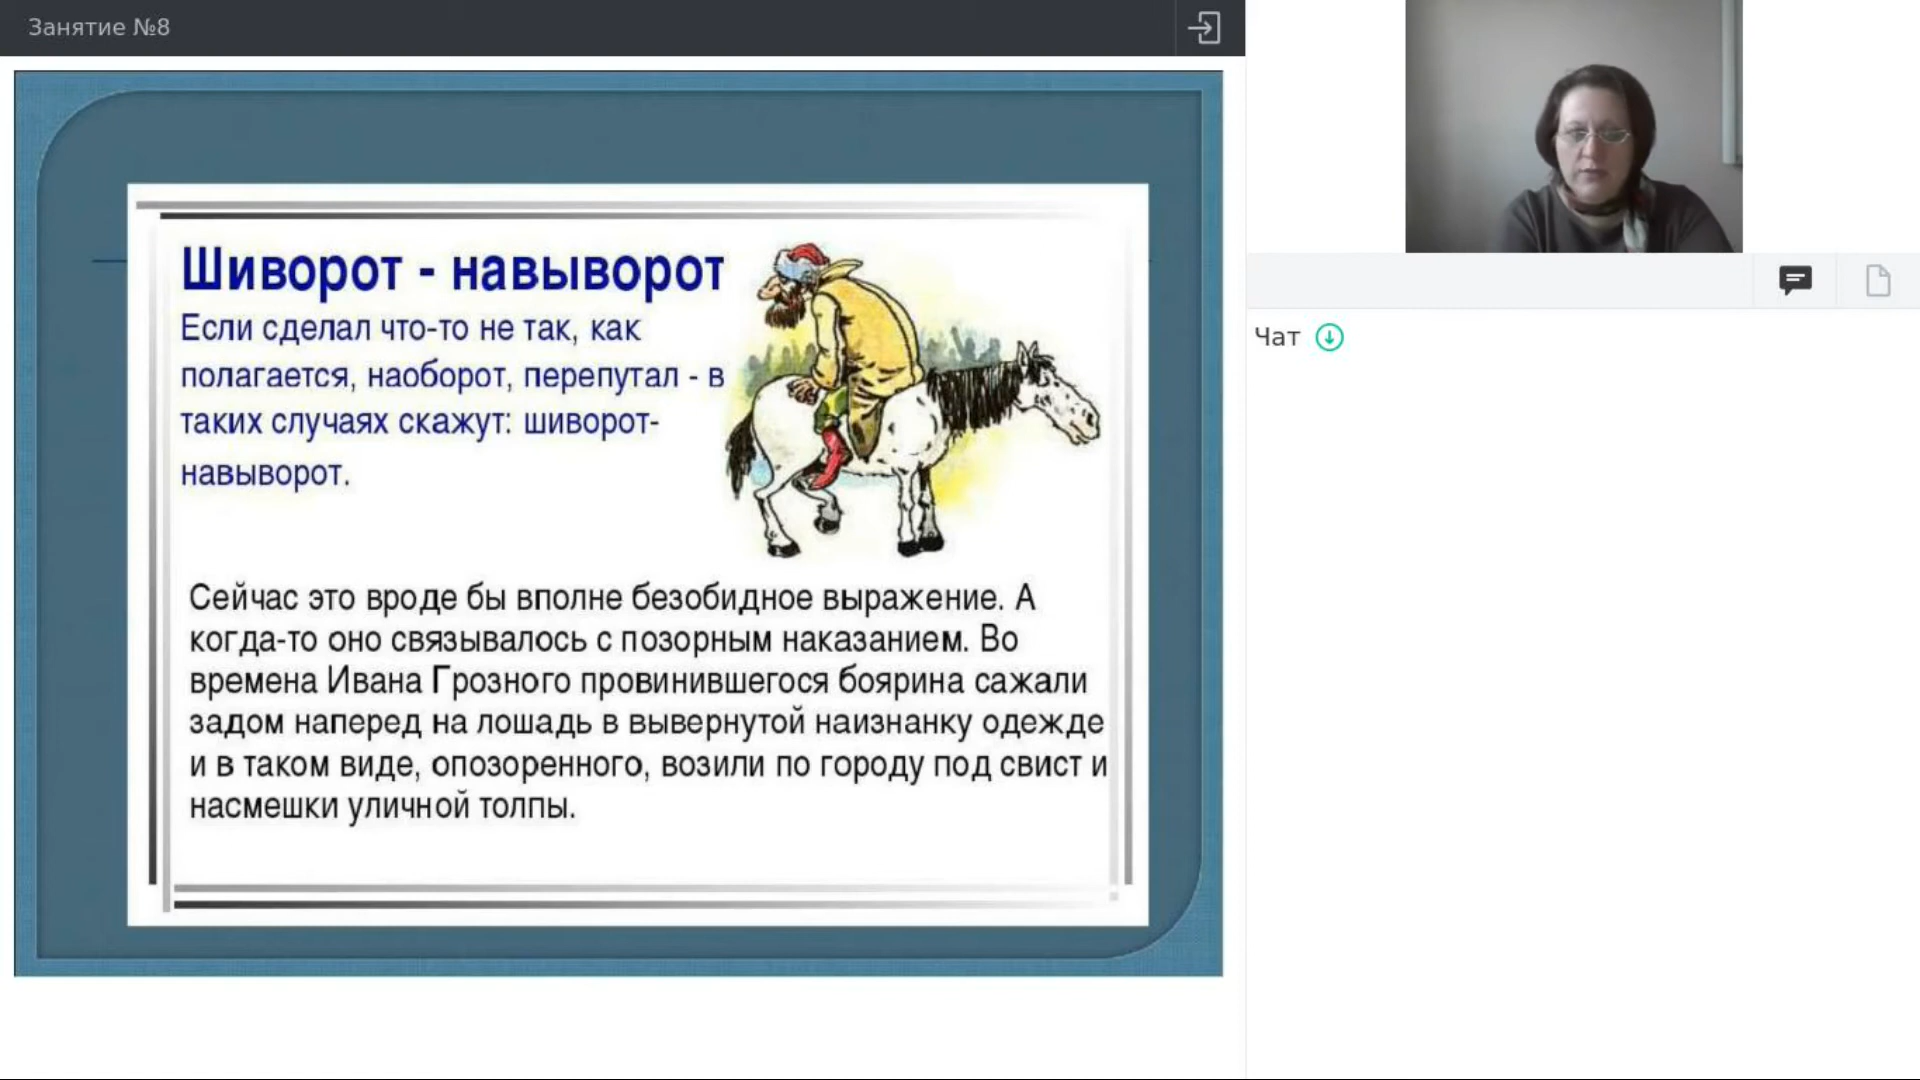 Занятие №8
Шиворот - навыворот
Если сделал что-то не так, как
полагается, наоборот, перепутал - в
таких случаях скажут: шиворот-
навыворот.
Сейчас это вроде бы вполне безобидное выражение. А
когда-то оно связывалось с позорным наказанием. Во
времена Ивана Грозного провинившегося боярина сажали
задом наперед на лошадь в вывернутой наизнанку одежде
и в таком виде, опозоренного, возили по городу под свист и
насмешки уличной толпы.
Чат